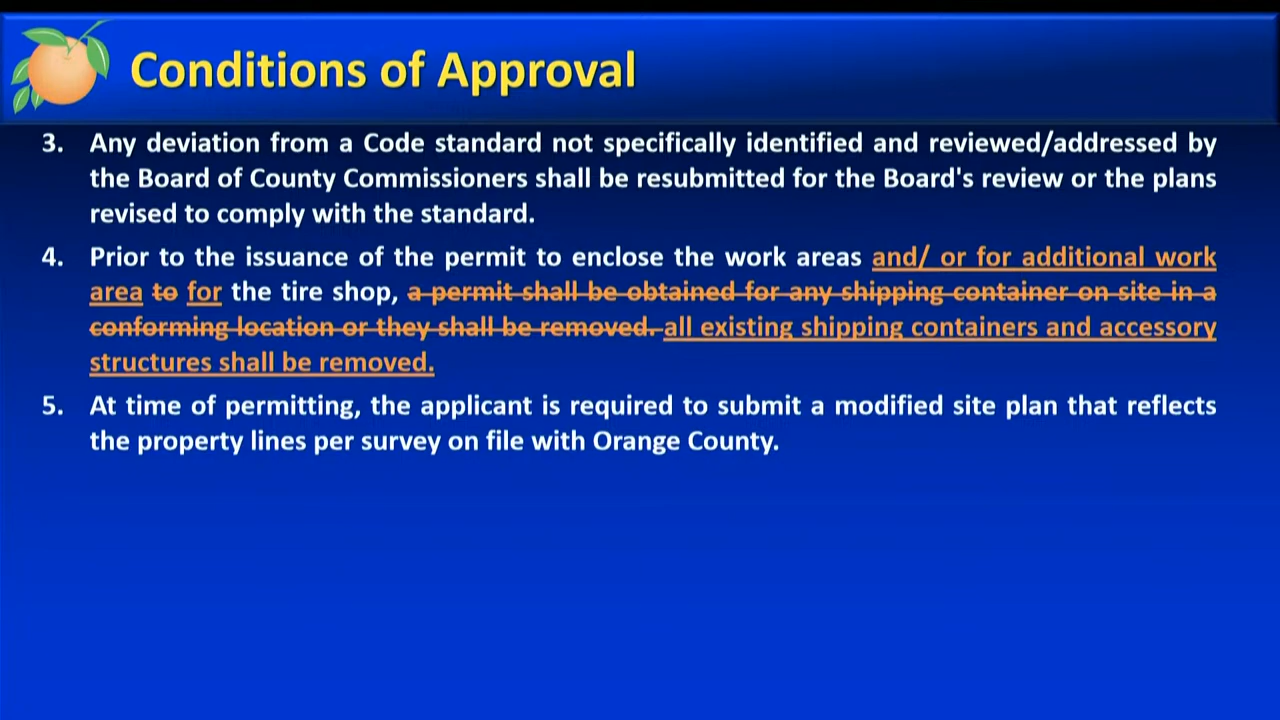 Conditions of Approval
3. Any deviation from a Code standard not specifically identified and reviewed/addressed by
the Board of County Commissioners shall be resubmitted for the Board's review or the plans
revised to comply with the standard.
4. Prior to the issuance of the permit to enclose the work areas and/ or for additional work
area to for the tire shop, a permit shall be obtained for any shipping container on site in a
conforming location or they shall be removed. all existing shipping containers and accessory
structures shall be removed.
5. At time of permitting, the applicant is required to submit a modified site plan that reflects
the property lines per survey on file with Orange County.